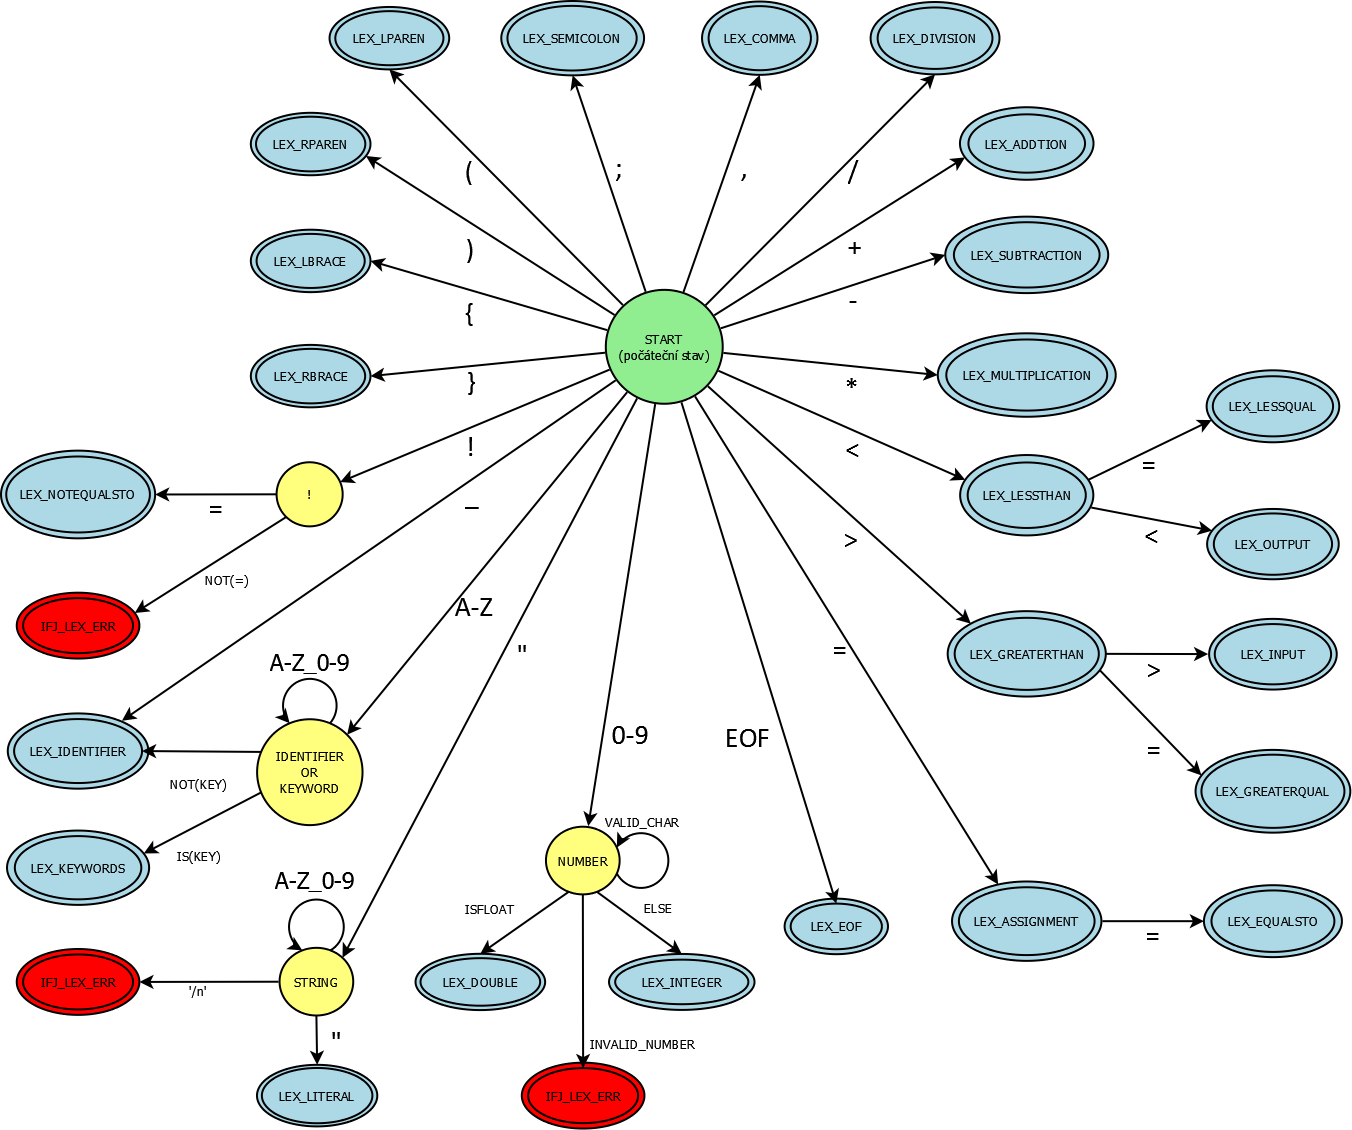 LEX_LPAREN
LEX_SEMICOLON
LEX_COMMA
LEX_DIVISION
LEX_RPAREN
LEX_ADDTION
(
;
,
/
)
+
LEX_LBRACE
LEX_SUBTRACTION
{
-
START
(počáteční stav)
LEX_RBRACE
}
LEX_MULTIPLICATION
*
LEX_LESSQUAL
!
<
=
LEX_NOTEQUALSTO
!
LEX_LESSTHAN
=
_
<
LEX_OUTPUT
>
NOT(=)
A-Z
IFJ_LEX_ERR
"
=
LEX_GREATERTHAN
LEX_INPUT
>
A-Z_0-9
0-9
EOF
LEX_IDENTIFIER
IDENTIFIER
OR
KEYWORD
=
NOT(KEY)
LEX_GREATERQUAL
IS(KEY)
VALID_CHAR
LEX_KEYWORDS
NUMBER
A-Z_0-9
ISFLOAT
ELSE
LEX_EOF
LEX_ASSIGNMENT
=
LEX_EQUALSTO
IFJ_LEX_ERR
'/n'
STRING
LEX_DOUBLE
LEX_INTEGER
"
INVALID_NUMBER
LEX_LITERAL
IFJ_LEX_ERR